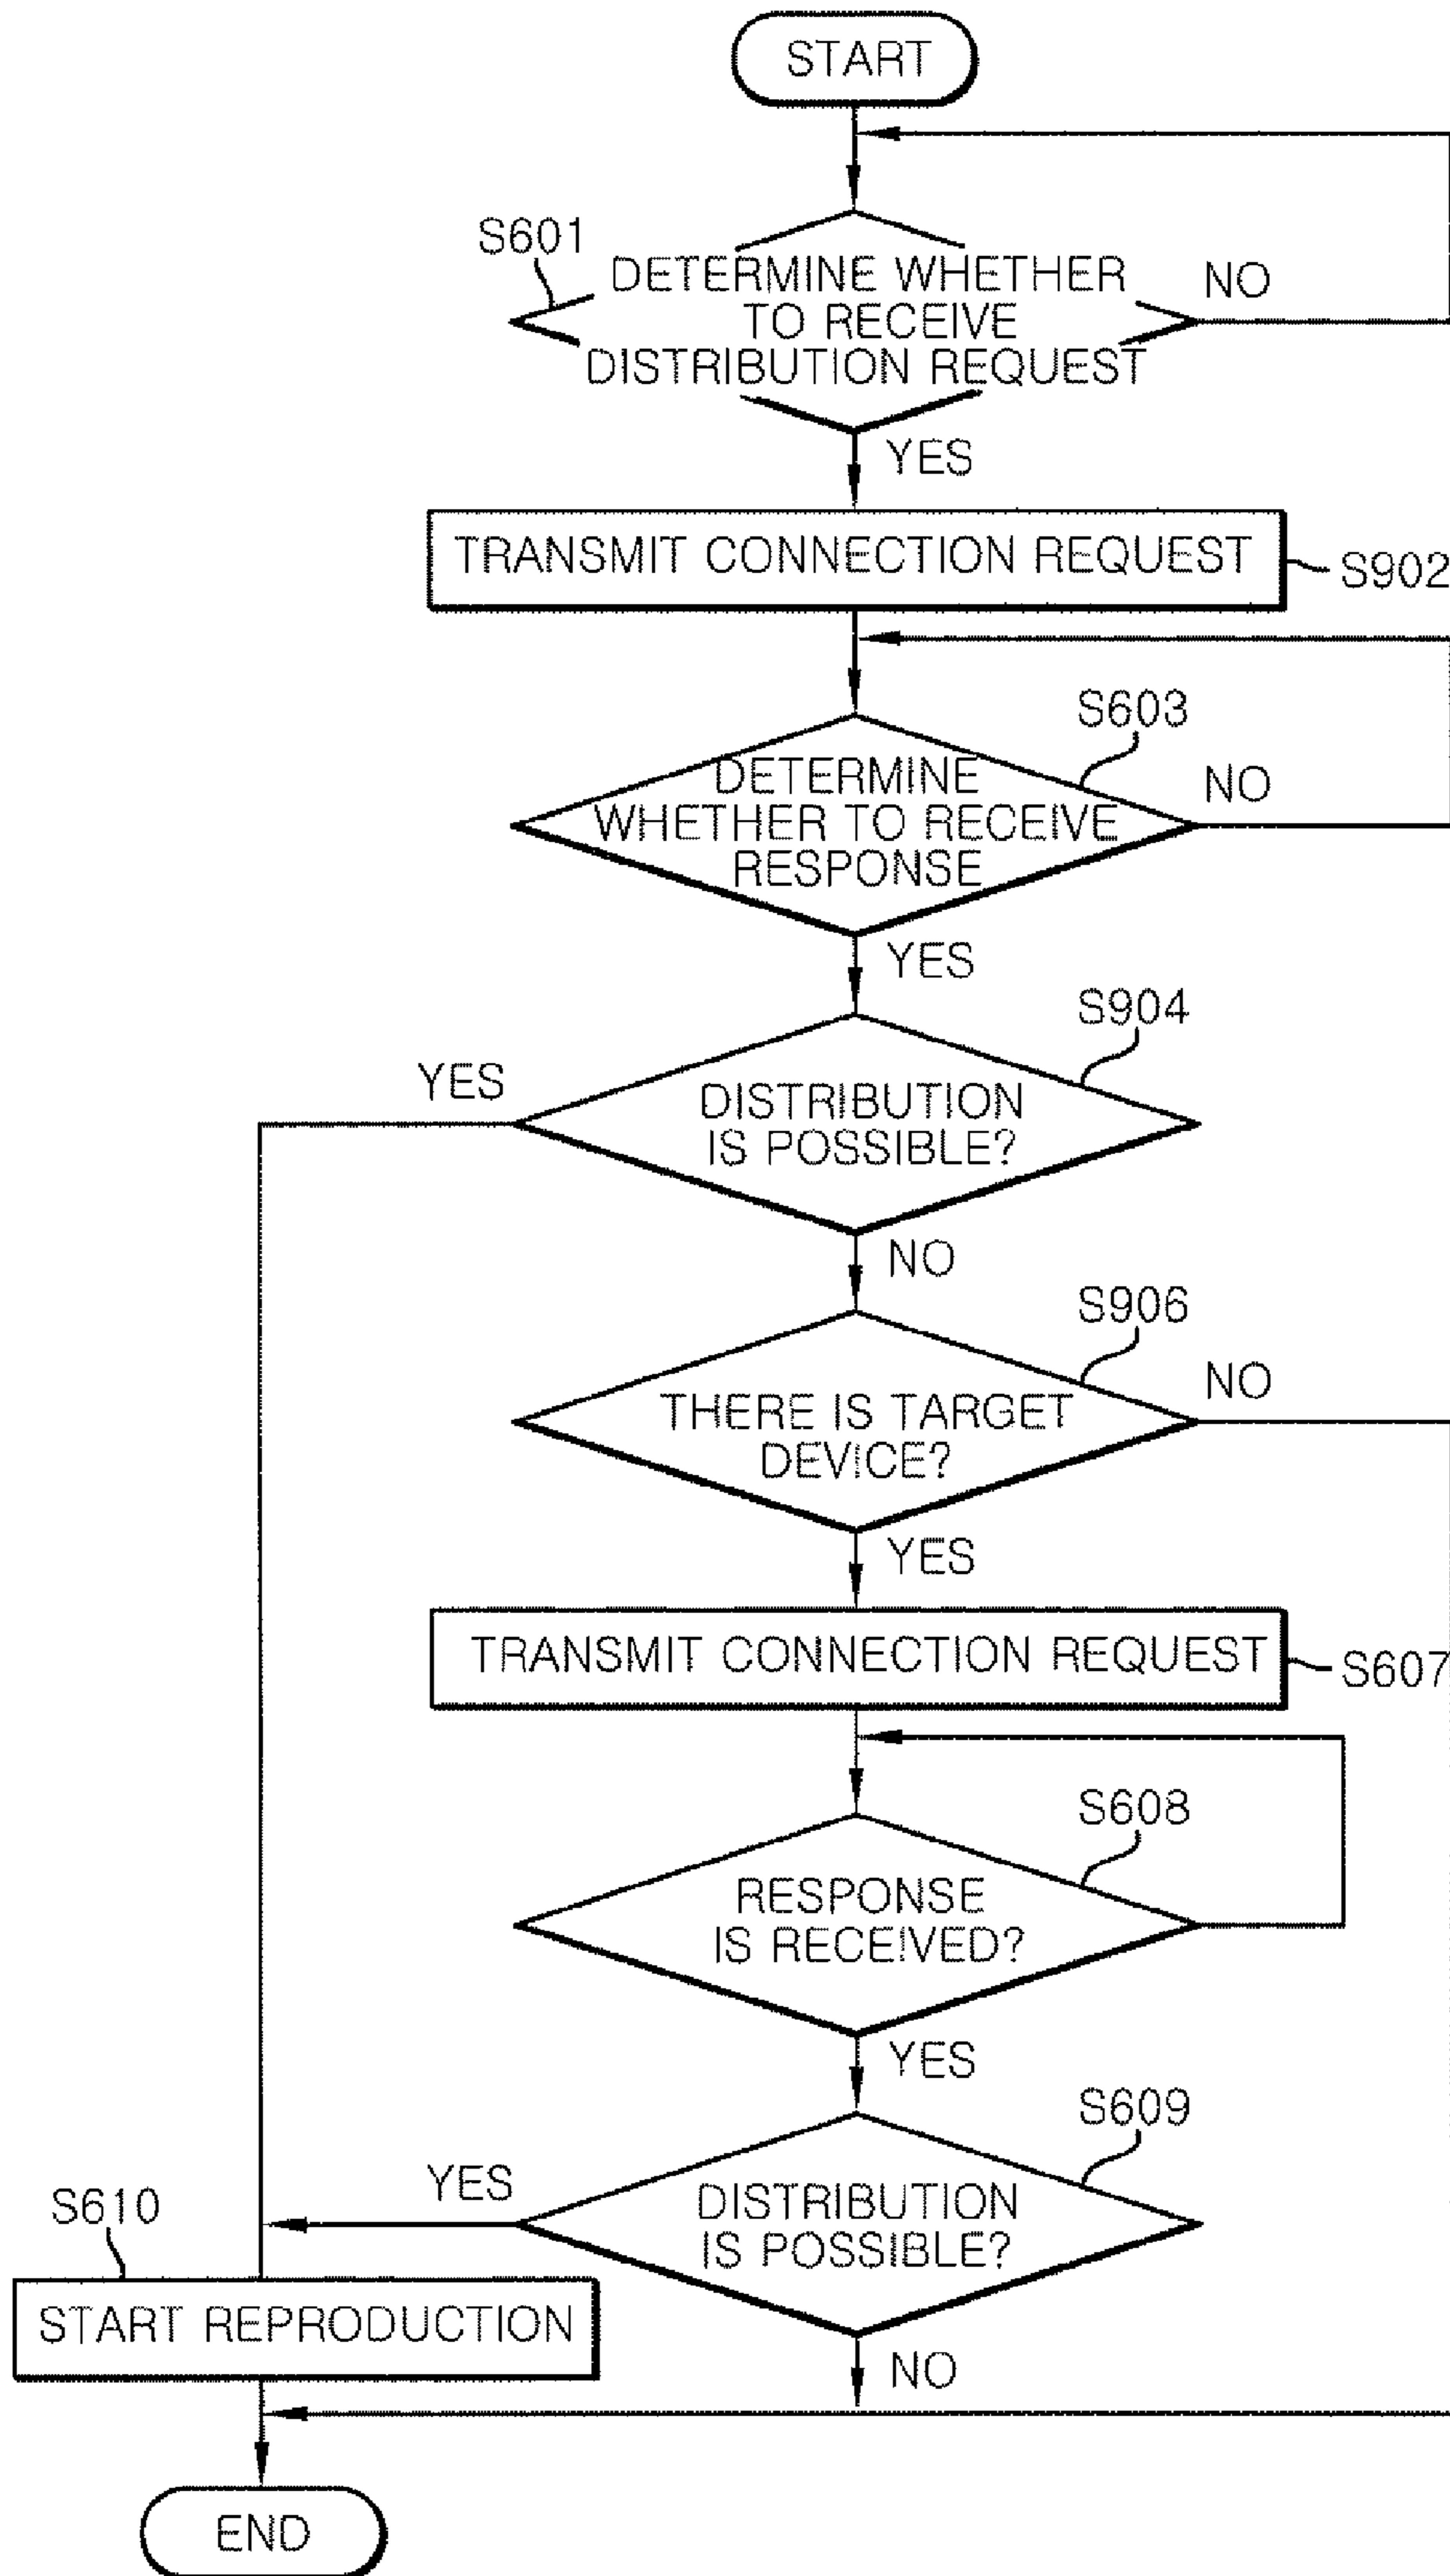 START
S601
DETERMINE WHETHER
TO RECEIVE
DISTRIBUTION REQUEST
NO
YES
TRANSMIT CONNECTION REQUEST
S902
S603
DETERMINE
WHETHER TO RECEIVE
RESPONSE
NO
YES
S904
YES
DISTRIBUTION
IS POSSIBLE?
NO
S906
THERE IS TARGET
DEVICE?
NO
YES
TRANSMIT CONNECTION REQUEST
S607
S608
RESPONSE
IS RECEIVED?
YES
S609
YES
DISTRIBUTION
IS POSSIBLE?
S610
START REPRODUCTION
NO
END